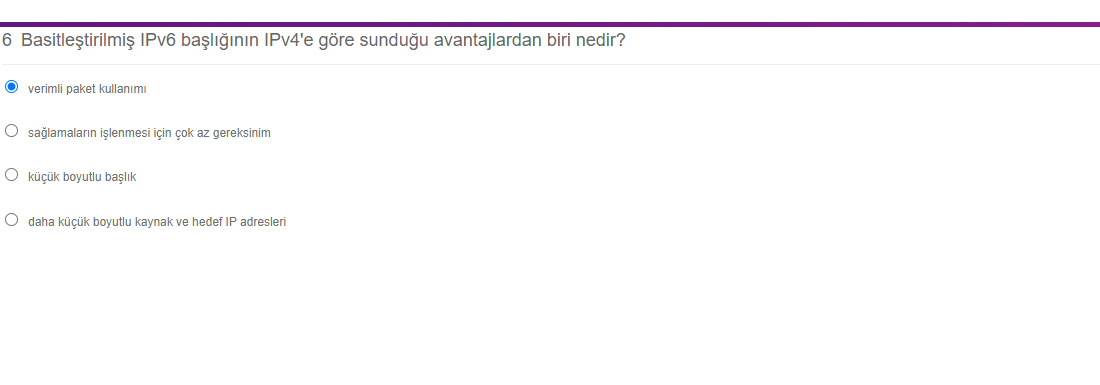 6 Basitleştirilmiş IPv6 başlığının IPv4'e göre sunduğu avantajlardan biri nedir?
verimli paket kullanımı
sağlamaların işlenmesi için çok az gereksinim
küçük boyutlu başlık
daha küçük boyutlu kaynak ve hedef IP adresleri